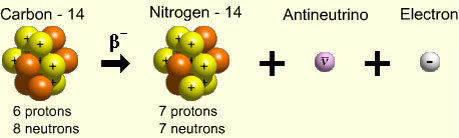 Carbon - 14
Nitrogen - 14
Antineutrino
Electron
β⁻
+
+
ν
-
6 protons
8 neutrons
7 protons
7 neutrons